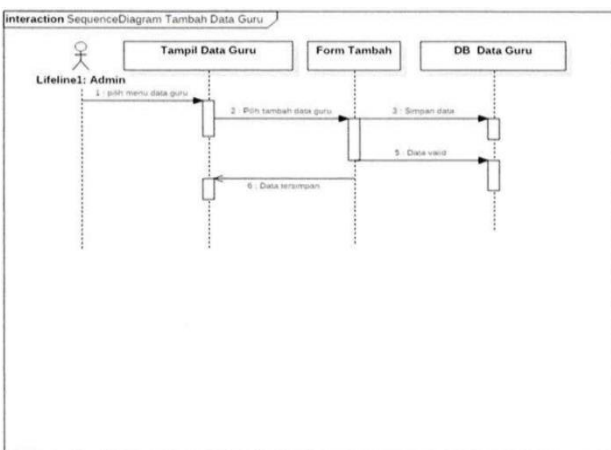 interaction SequenceDiagram Tambah Data Guru
Tampil Data Guru
Form Tambah
DB Data Guru
Lifeline1: Admin
1 : pilih menu data guru
2 : Pilih tambah data guru
3 : Simpan data
5 : Data valid
6 : Data tersimpan